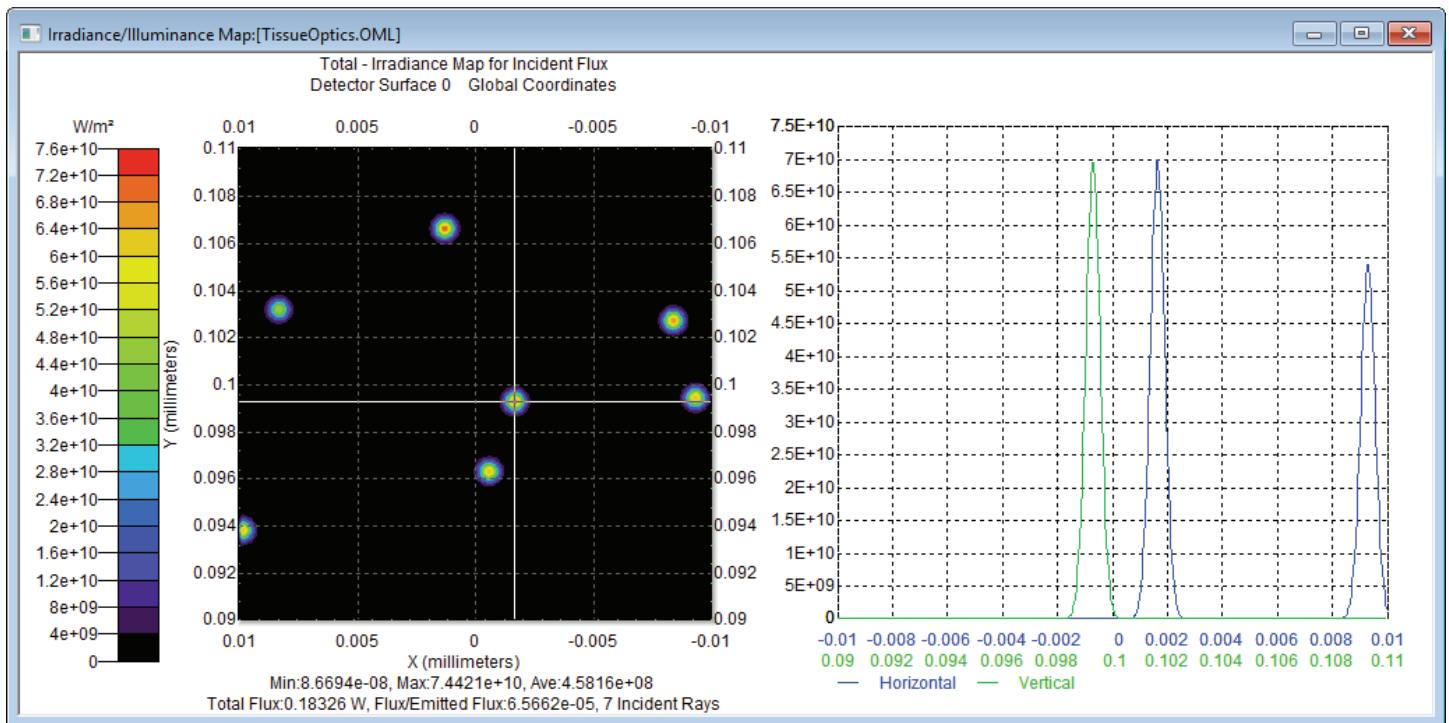 Irradiance/Illuminance Map:[TissueOptics.OML]
Total - Irradiance Map for Incident Flux
Detector Surface 0 Global Coordinates
W/m²
7.6e+10
7.2e+10
6.8e+10
6.4e+10
6e+10
5.6e+10
5.2e+10
4.8e+10
4.4e+10
4e+10
3.6e+10
3.2e+10
2.8e+10
2.4e+10
2e+10
1.6e+10
1.2e+10
8e+09
4e+09
0
0.01 0.005 0 -0.005 -0.01
0.11
0.108
0.106
0.104
0.102
0.1
0.098
0.096
0.094
0.092
0.09
Y (millimeters)
0.11
0.108
0.106
0.104
0.102
0.1
0.098
0.096
0.094
0.092
0.09
0.01 0.005 0 -0.005 -0.01
X (millimeters)
Min:8.6694e-08, Max:7.4421e+10, Ave:4.5816e+08
Total Flux:0.18326 W, Flux/Emitted Flux:6.5662e-05, 7 Incident Rays
7.5E+10
7E+10
6.5E+10
6E+10
5.5E+10
5E+10
4.5E+10
4E+10
3.5E+10
3E+10
2.5E+10
2E+10
1.5E+10
1E+10
5E+09
0
-0.01 -0.008 -0.006 -0.004 -0.002 0 0.002 0.004 0.006 0.008 0.01
0.09 0.092 0.094 0.096 0.098 0.1 0.102 0.104 0.106 0.108 0.11
Horizontal Vertical